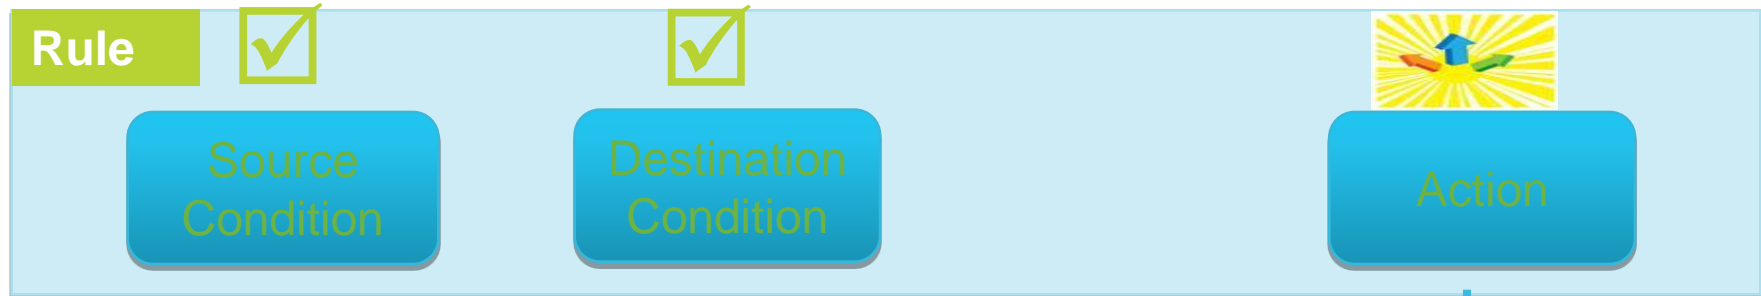 Rule
Source
Condition
Destination
Condition
Action